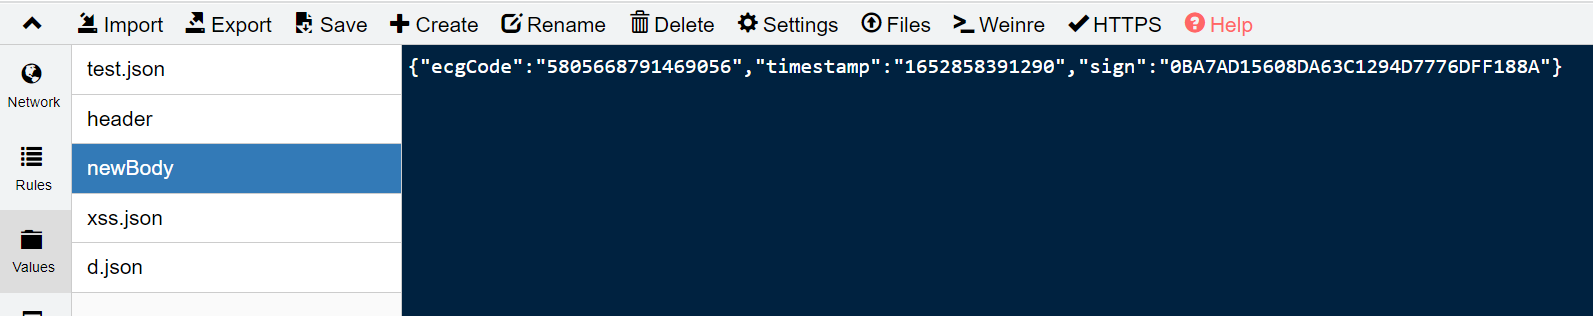 Import Export Save Create Rename Delete Settings Files Weinre HTTPS Help
Network
Rules
Values
test.json
header
newBody
xss.json
d.json
{"ecgCode":"5805668791469056","timestamp":"1652858391290","sign":"0BA7AD15608DA63C1294D7776DFF188A"}